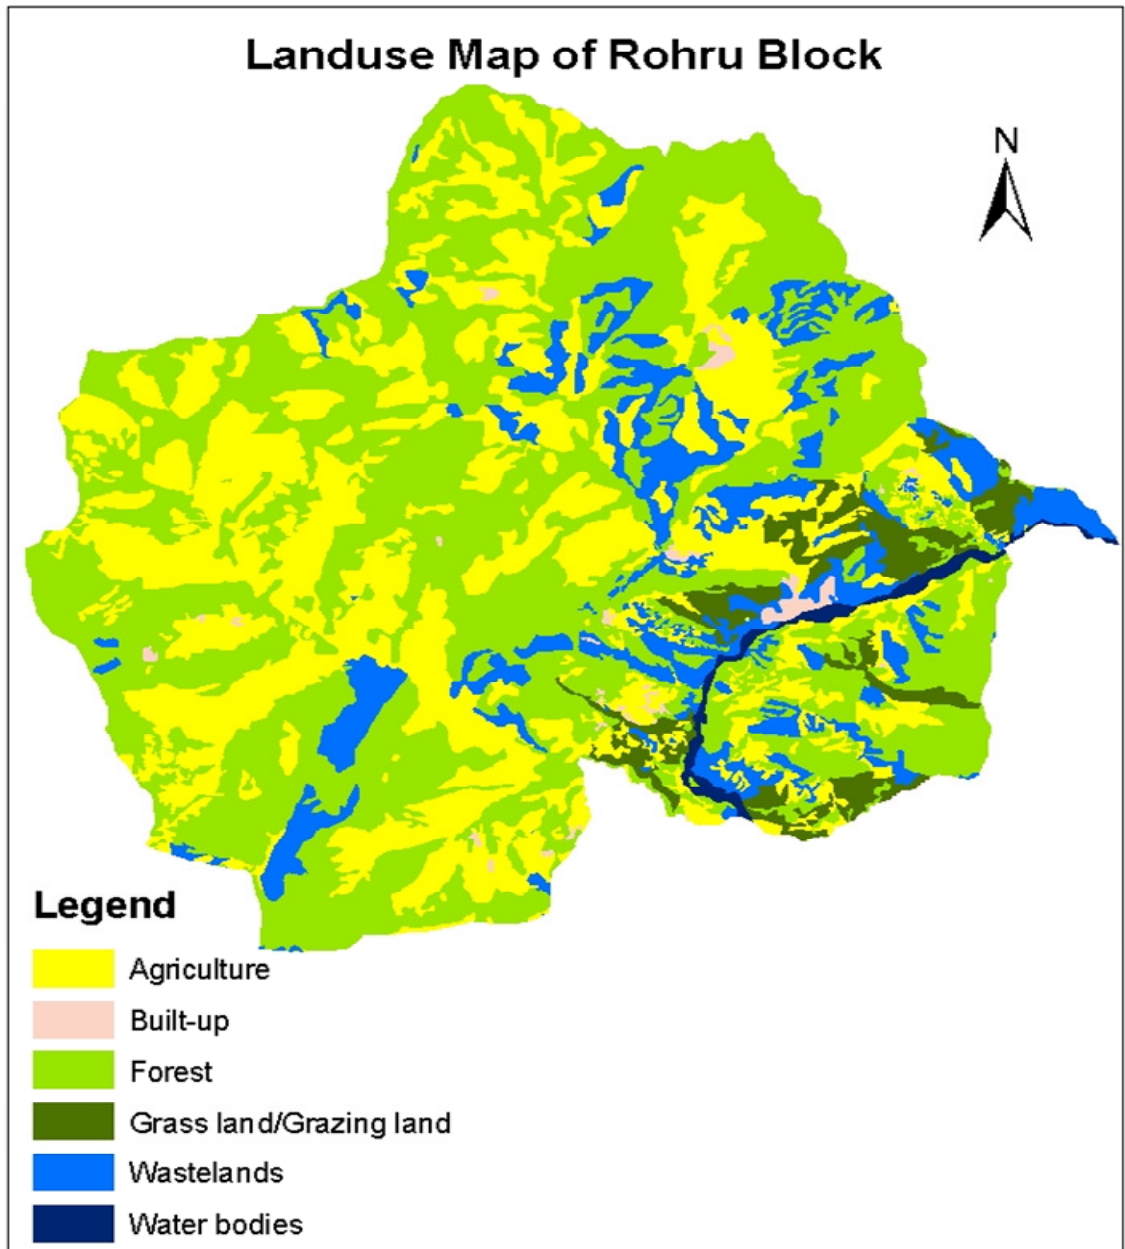 Landuse Map of Rohru Block
N
Legend
Agriculture
Built-up
Forest
Grass land/Grazing land
Wastelands
Water bodies